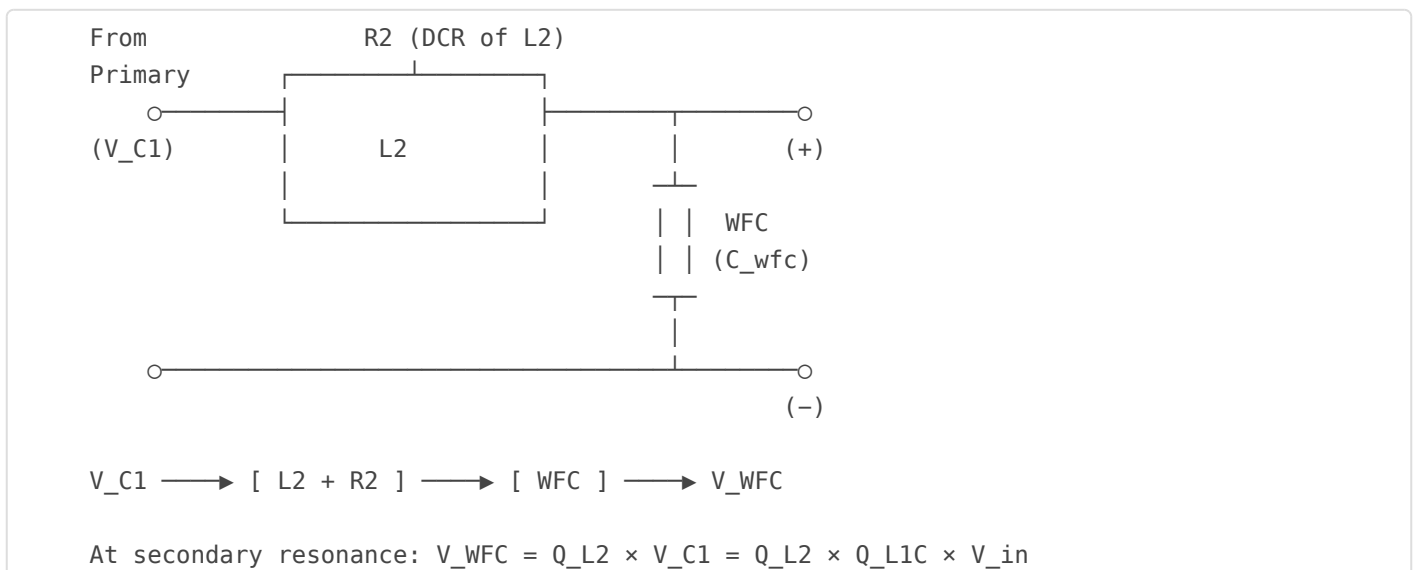 From R2 (DCR of L2)
Primary
(V_C1) L2 (+)
WFC
(C_wfc)
(−)
V_C1 ───▶ [ L2 + R2 ] ───▶ [ WFC ] ───▶ V_WFC
At secondary resonance: V_WFC = Q_L2 × V_C1 = Q_L2 × Q_L1C × V_in